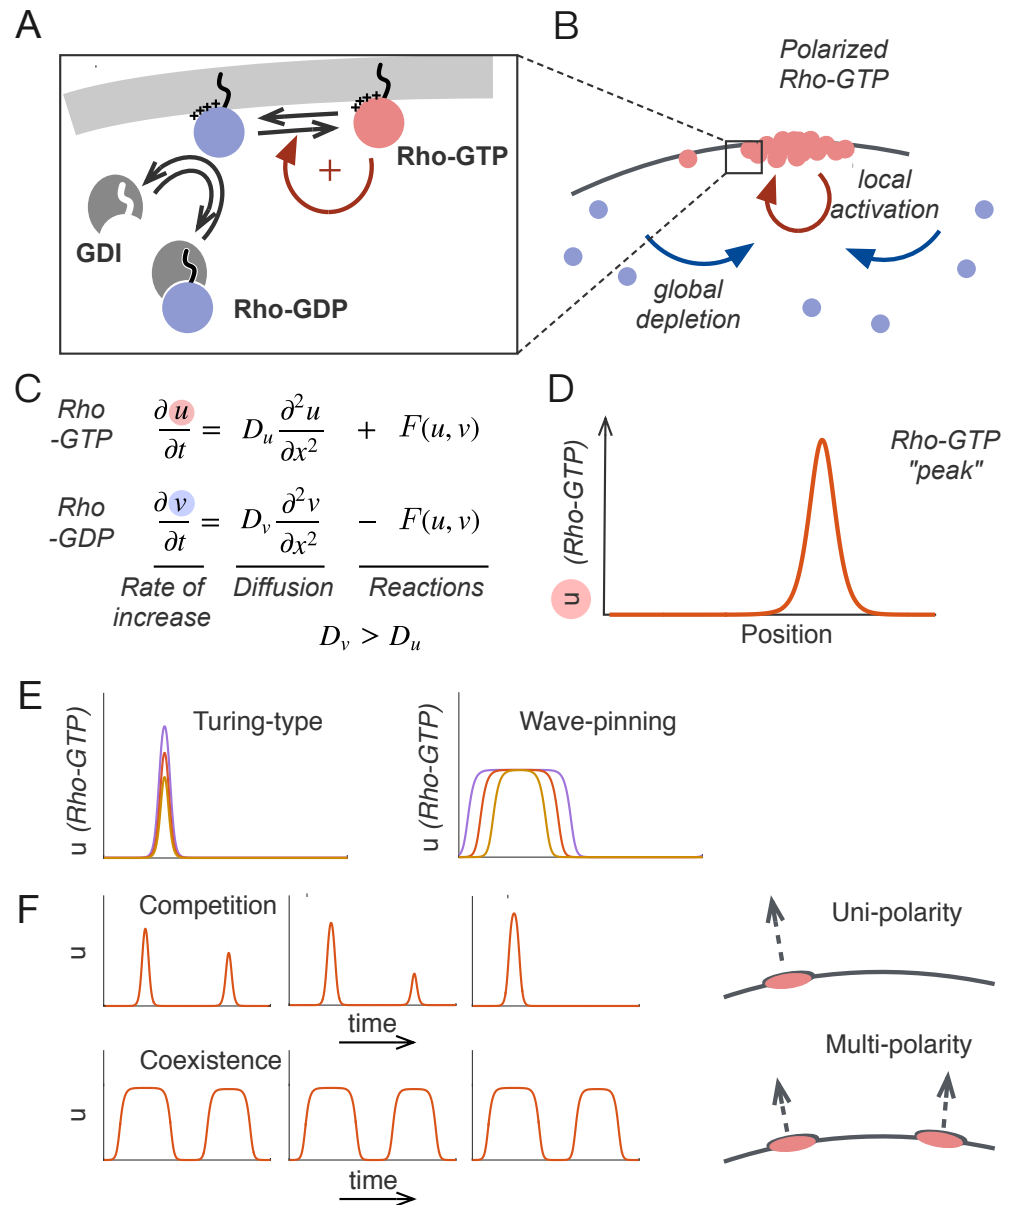 A
+
Rho-GTP
GDI
Rho-GDP
B
Polarized
Rho-GTP
local
activation
global
depletion
C
Rho
-GTP
∂u/∂t = D_u ∂²u/∂x² + F(u, v)
Rho
-GDP
∂v/∂t = D_v ∂²v/∂x² − F(u, v)
Rate of
increase
Diffusion
Reactions
D_v > D_u
D
u (Rho-GTP)
Rho-GTP
"peak"
Position
E
u (Rho-GTP)
Turing-type
u (Rho-GTP)
Wave-pinning
F
u
Competition
time
Uni-polarity
u
Coexistence
time
Multi-polarity